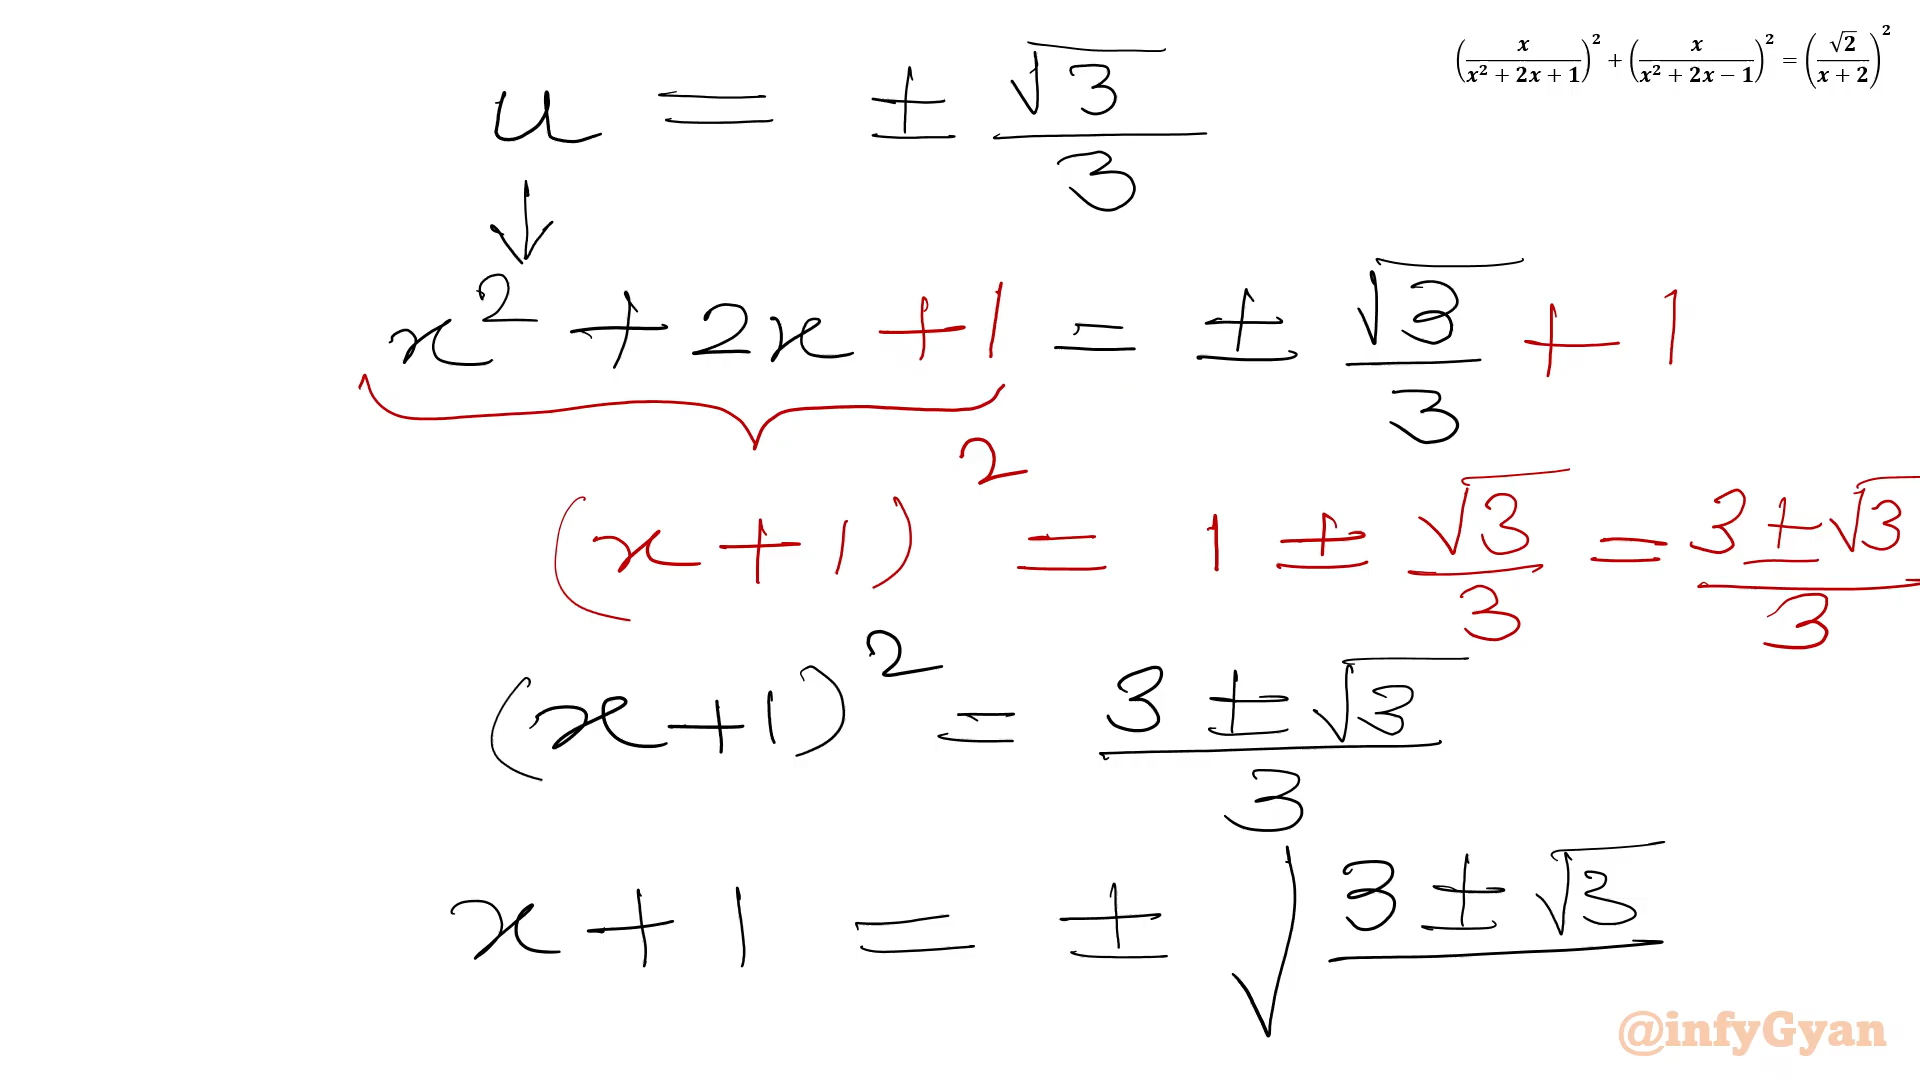 (x/(x² + 2x + 1))² + (x/(x² + 2x − 1))² = (√2/(x + 2))²
u = ± √3/3
↓
x² + 2x + 1 = ± √3/3 + 1
(x + 1)² = 1 ± √3/3 = (3 ± √3)/3
(x + 1)² = (3 ± √3)/3
x + 1 = ± √ 3 ± √3
@infyGyan